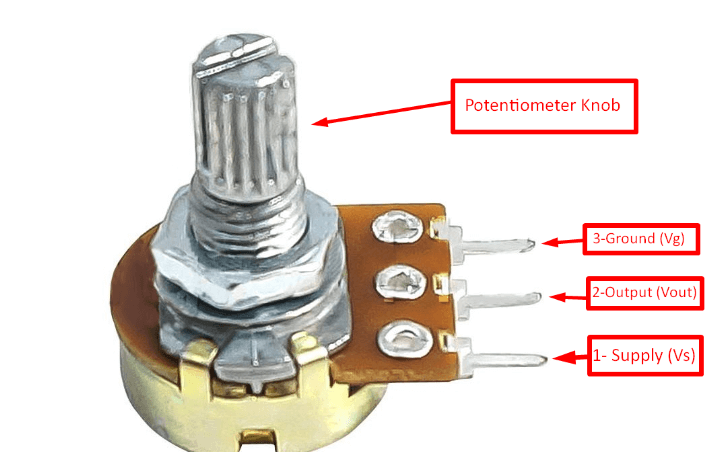 Potentiometer Knob
3-Ground (Vg)
2-Output (Vout)
1- Supply (Vs)